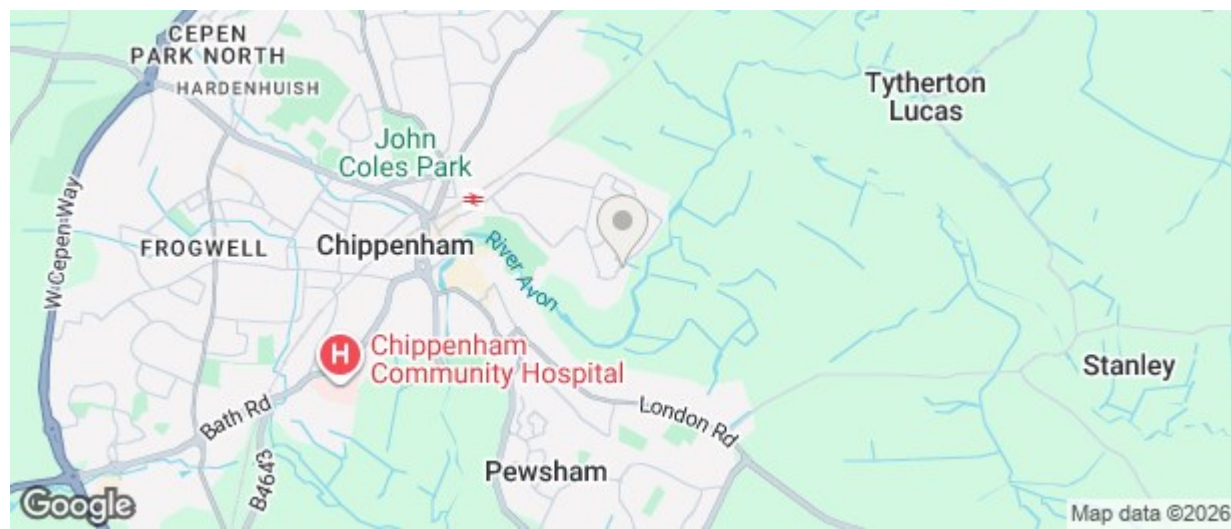 CEPEN
PARK NORTH
HARDENHUISH
Tytherton
Lucas
John
Coles Park
W Cepen Way
FROGWELL
Chippenham
River Avon
H
Chippenham
Community Hospital
Stanley
Bath Rd
London Rd
B4643
Pewsham
Google
Map data ©2026